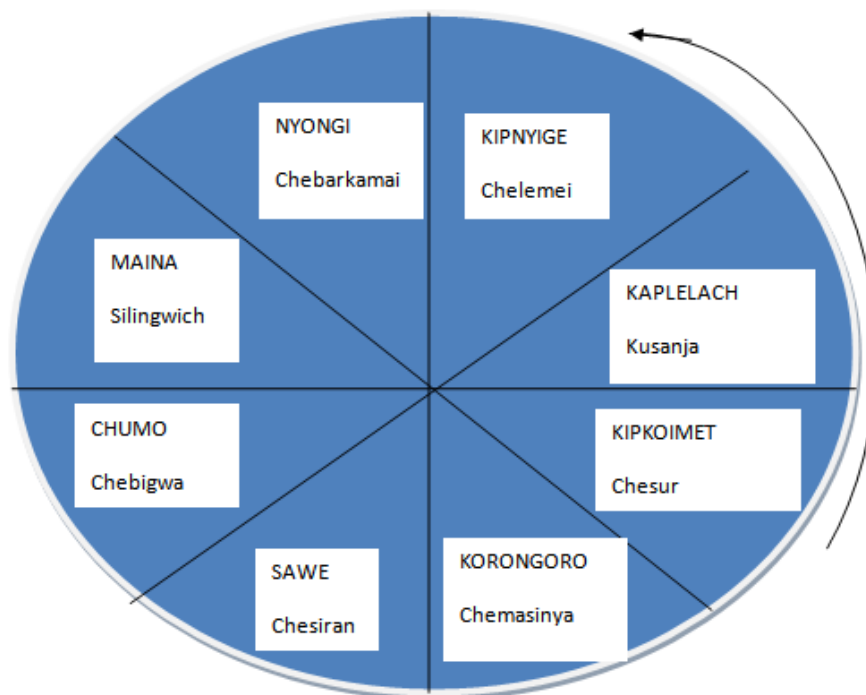 NYONGI
Chebarkamai
KIPNYIGE
Chelemei
MAINA
Silingwich
KAPLELACH
Kusanja
CHUMO
Chebigwa
KIPKOIMET
Chesur
SAWE
Chesiran
KORONGORO
Chemasinya